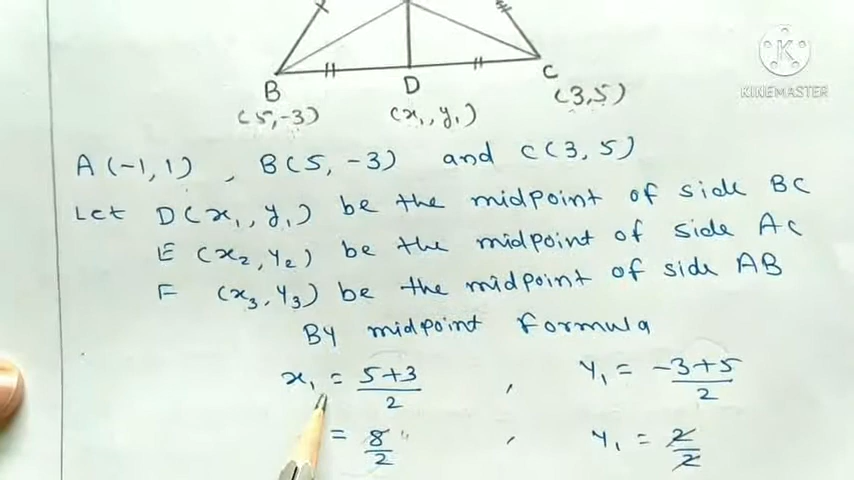 KINEMASTER
B D C
(5,-3) (x₁, y₁) (3,5)
A(-1,1), B(5, -3) and C(3, 5)
Let D(x₁, y₁) be the midpoint of side BC
E (x₂, y₂) be the midpoint of side AC
F (x₃, y₃) be the midpoint of side AB
By midpoint formula
x₁ = 5+3/2 , y₁ = -3+5/2
= 8/2 , y₁ = 2/2